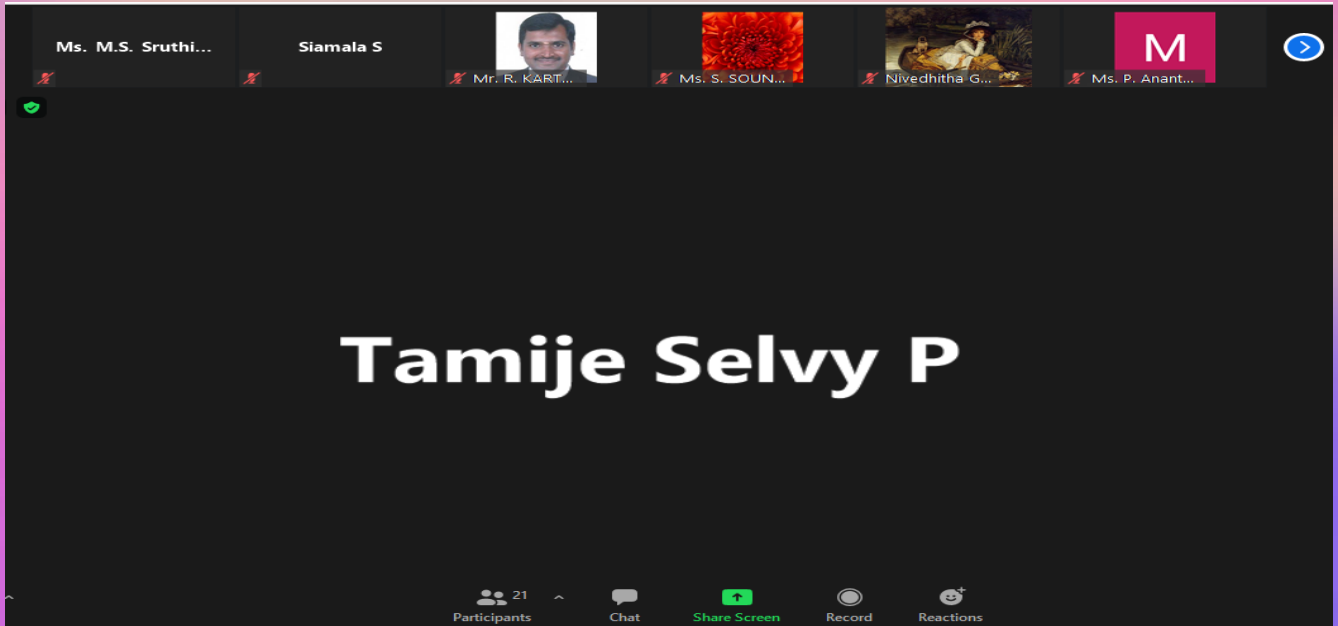 Ms. M.S. Sruthi...
Siamala S
Mr. R. KART...
Ms. S. SOUN...
Nivedhitha G...
M
Ms. P. Anant...
Tamije Selvy P
21
Participants
Chat
Share Screen
Record
Reactions